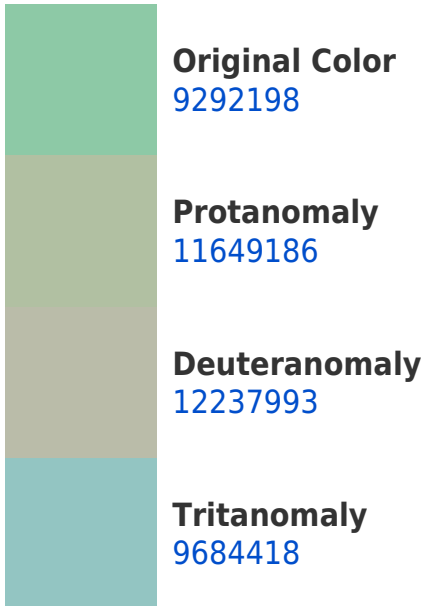 Original Color
9292198
Protanomaly
11649186
Deuteranomaly
12237993
Tritanomaly
9684418